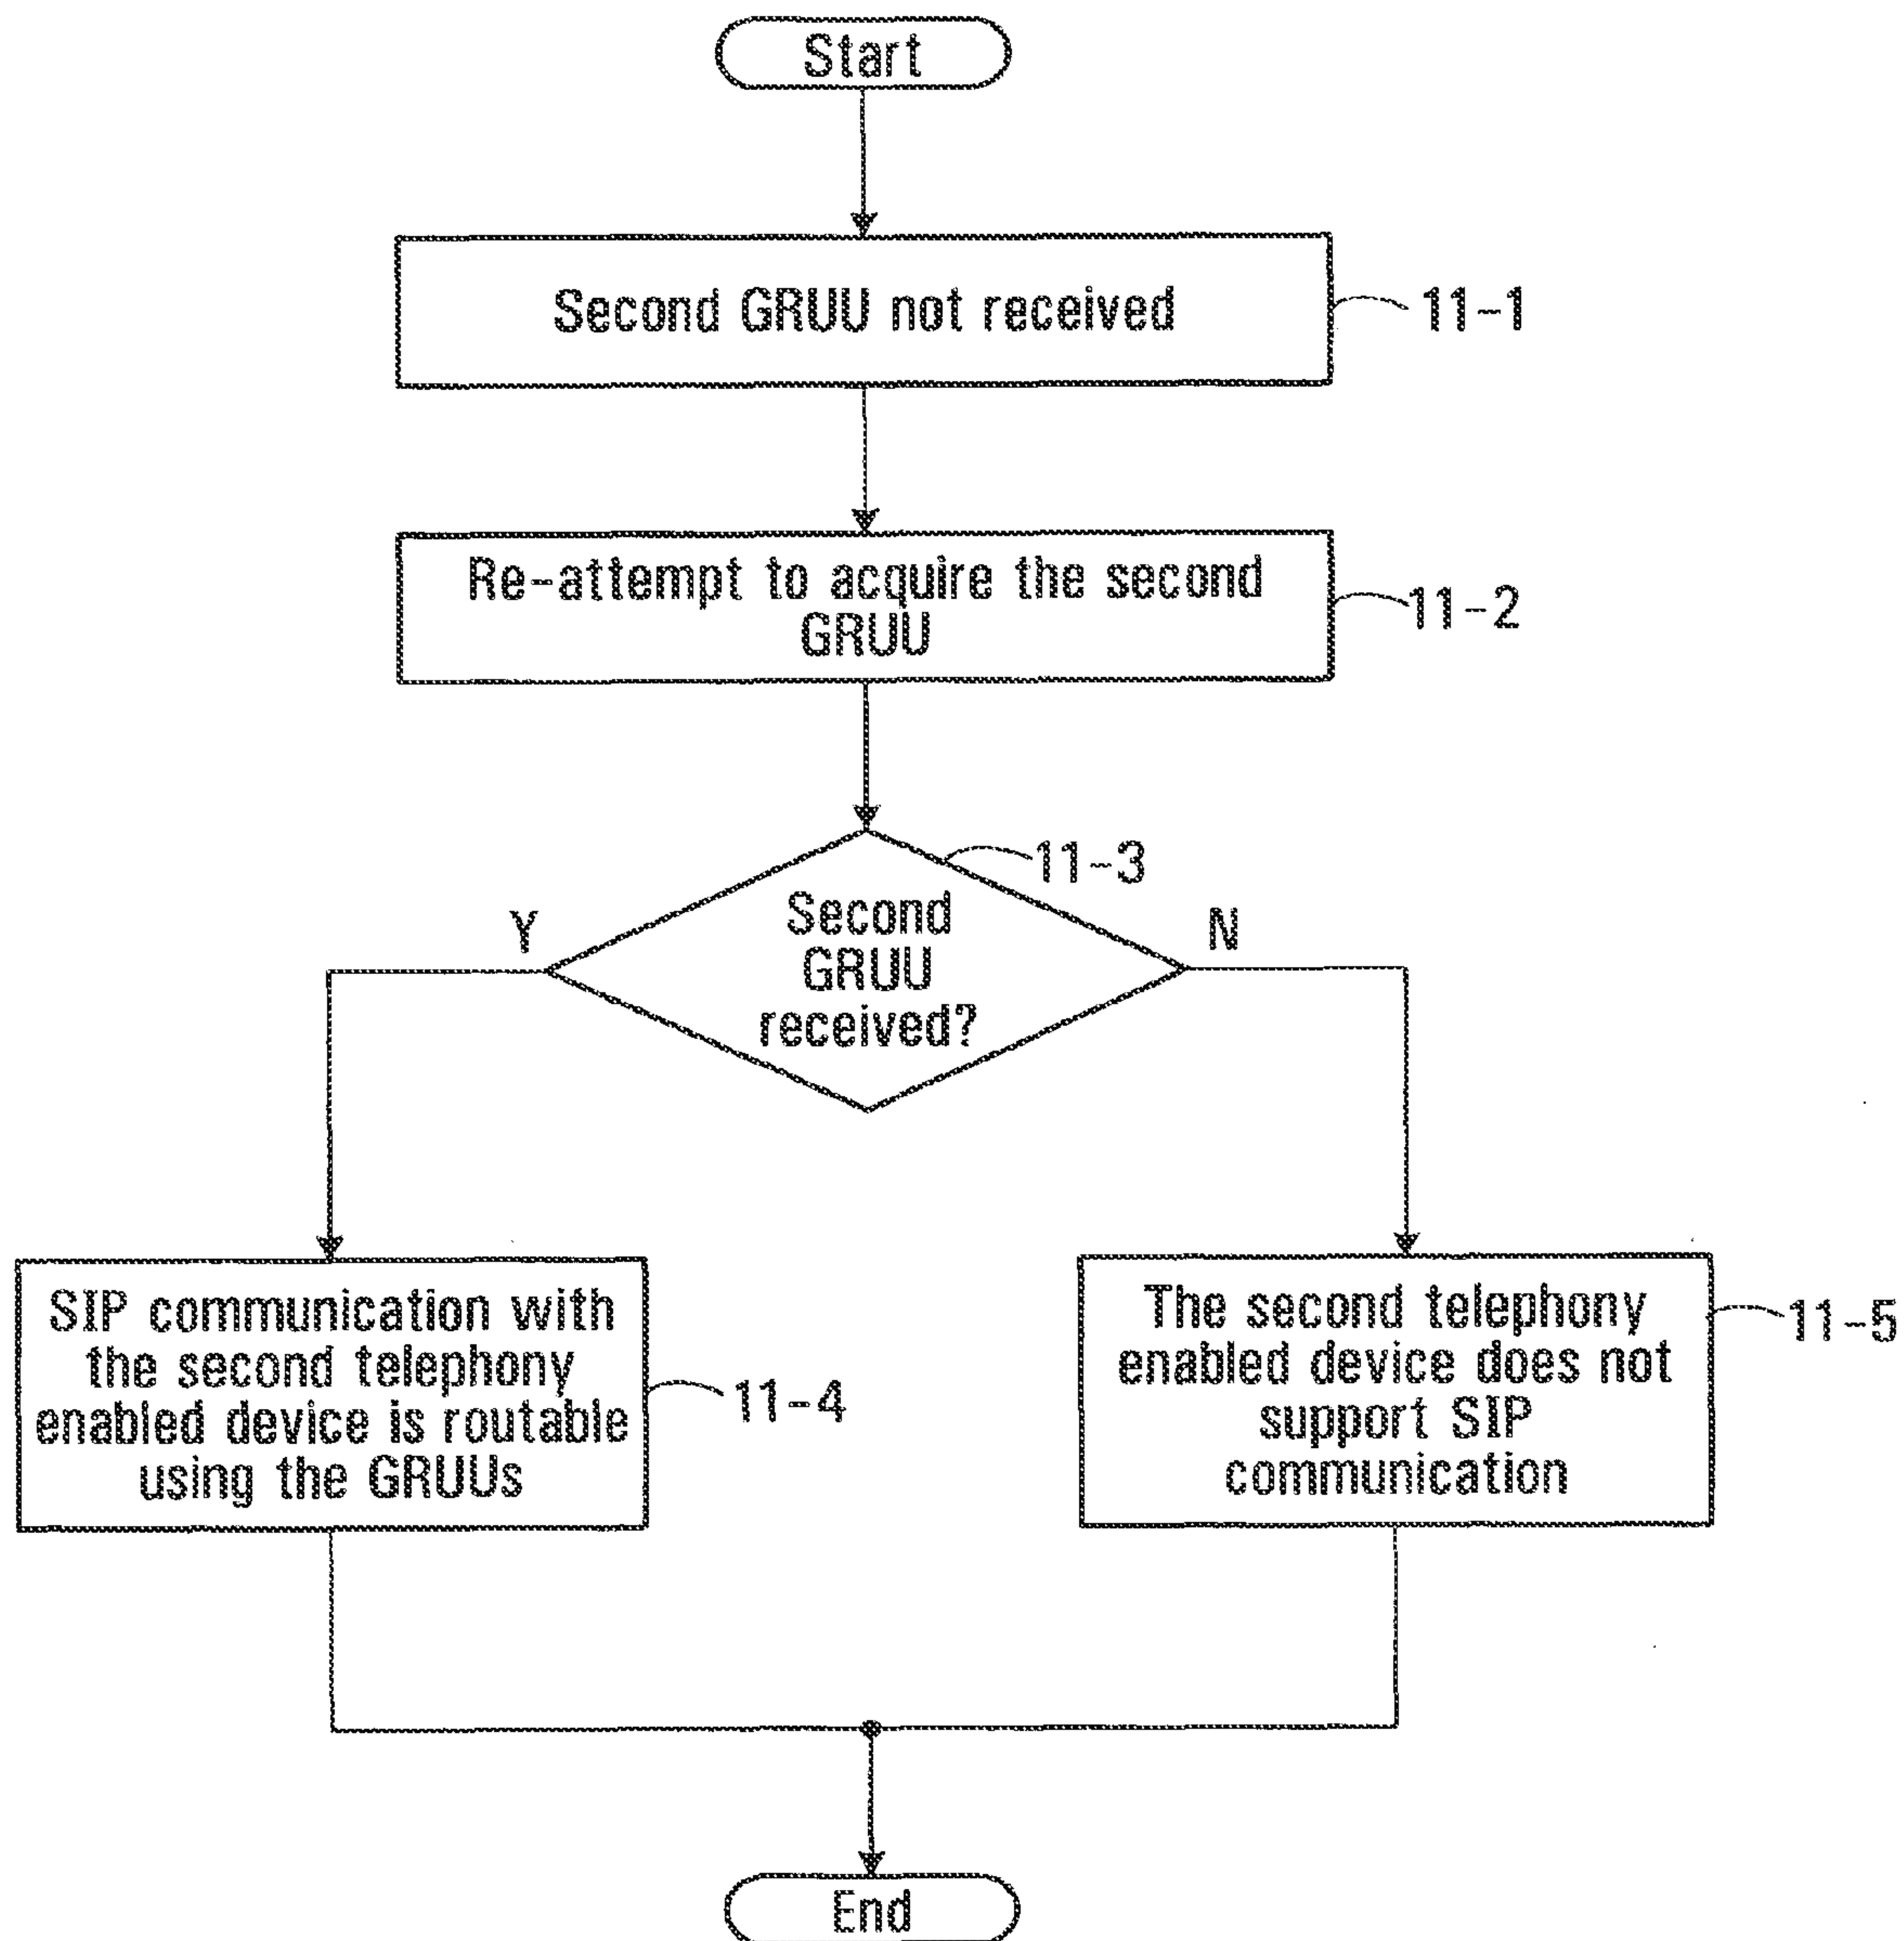 Start
Second GRUU not received
11-1
Re-attempt to acquire the second
GRUU
11-2
11-3
Second
GRUU
received?
Y
N
SIP communication with
the second telephony
enabled device is routable
using the GRUUs
11-4
The second telephony
enabled device does not
support SIP
communication
11-5
End